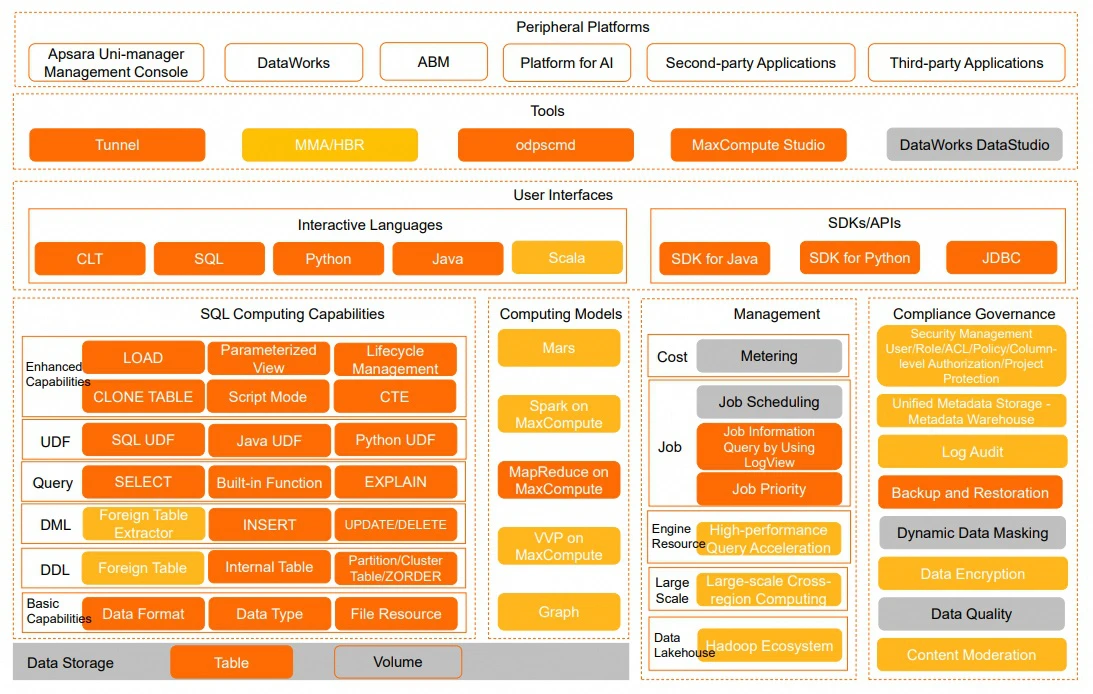 Peripheral Platforms
Apsara Uni-manager
Management Console
DataWorks
ABM
Platform for AI
Second-party Applications
Third-party Applications
Tools
Tunnel
MMA/HBR
odpscmd
MaxCompute Studio
DataWorks DataStudio
User Interfaces
Interactive Languages
CLT
SQL
Python
Java
Scala
SDKs/APIs
SDK for Java
SDK for Python
JDBC
SQL Computing Capabilities
Enhanced
Capabilities
LOAD
Parameterized
View
Lifecycle
Management
CLONE TABLE
Script Mode
CTE
UDF
SQL UDF
Java UDF
Python UDF
Query
SELECT
Built-in Function
EXPLAIN
DML
Foreign Table
Extractor
INSERT
UPDATE/DELETE
DDL
Foreign Table
Internal Table
Partition/Cluster
Table/ZORDER
Basic
Capabilities
Data Format
Data Type
File Resource
Data Storage
Table
Volume
Computing Models
Mars
Spark on
MaxCompute
MapReduce on
MaxCompute
VVP on
MaxCompute
Graph
Management
Cost
Metering
Job
Job Scheduling
Job Information
Query by Using
LogView
Job Priority
Engine
Resource
High-performance
Query Acceleration
Large
Scale
Large-scale Cross-
region Computing
Data
Lakehouse
Hadoop Ecosystem
Compliance Governance
Security Management
User/Role/ACL/Policy/Column-
level Authorization/Project
Protection
Unified Metadata Storage -
Metadata Warehouse
Log Audit
Backup and Restoration
Dynamic Data Masking
Data Encryption
Data Quality
Content Moderation